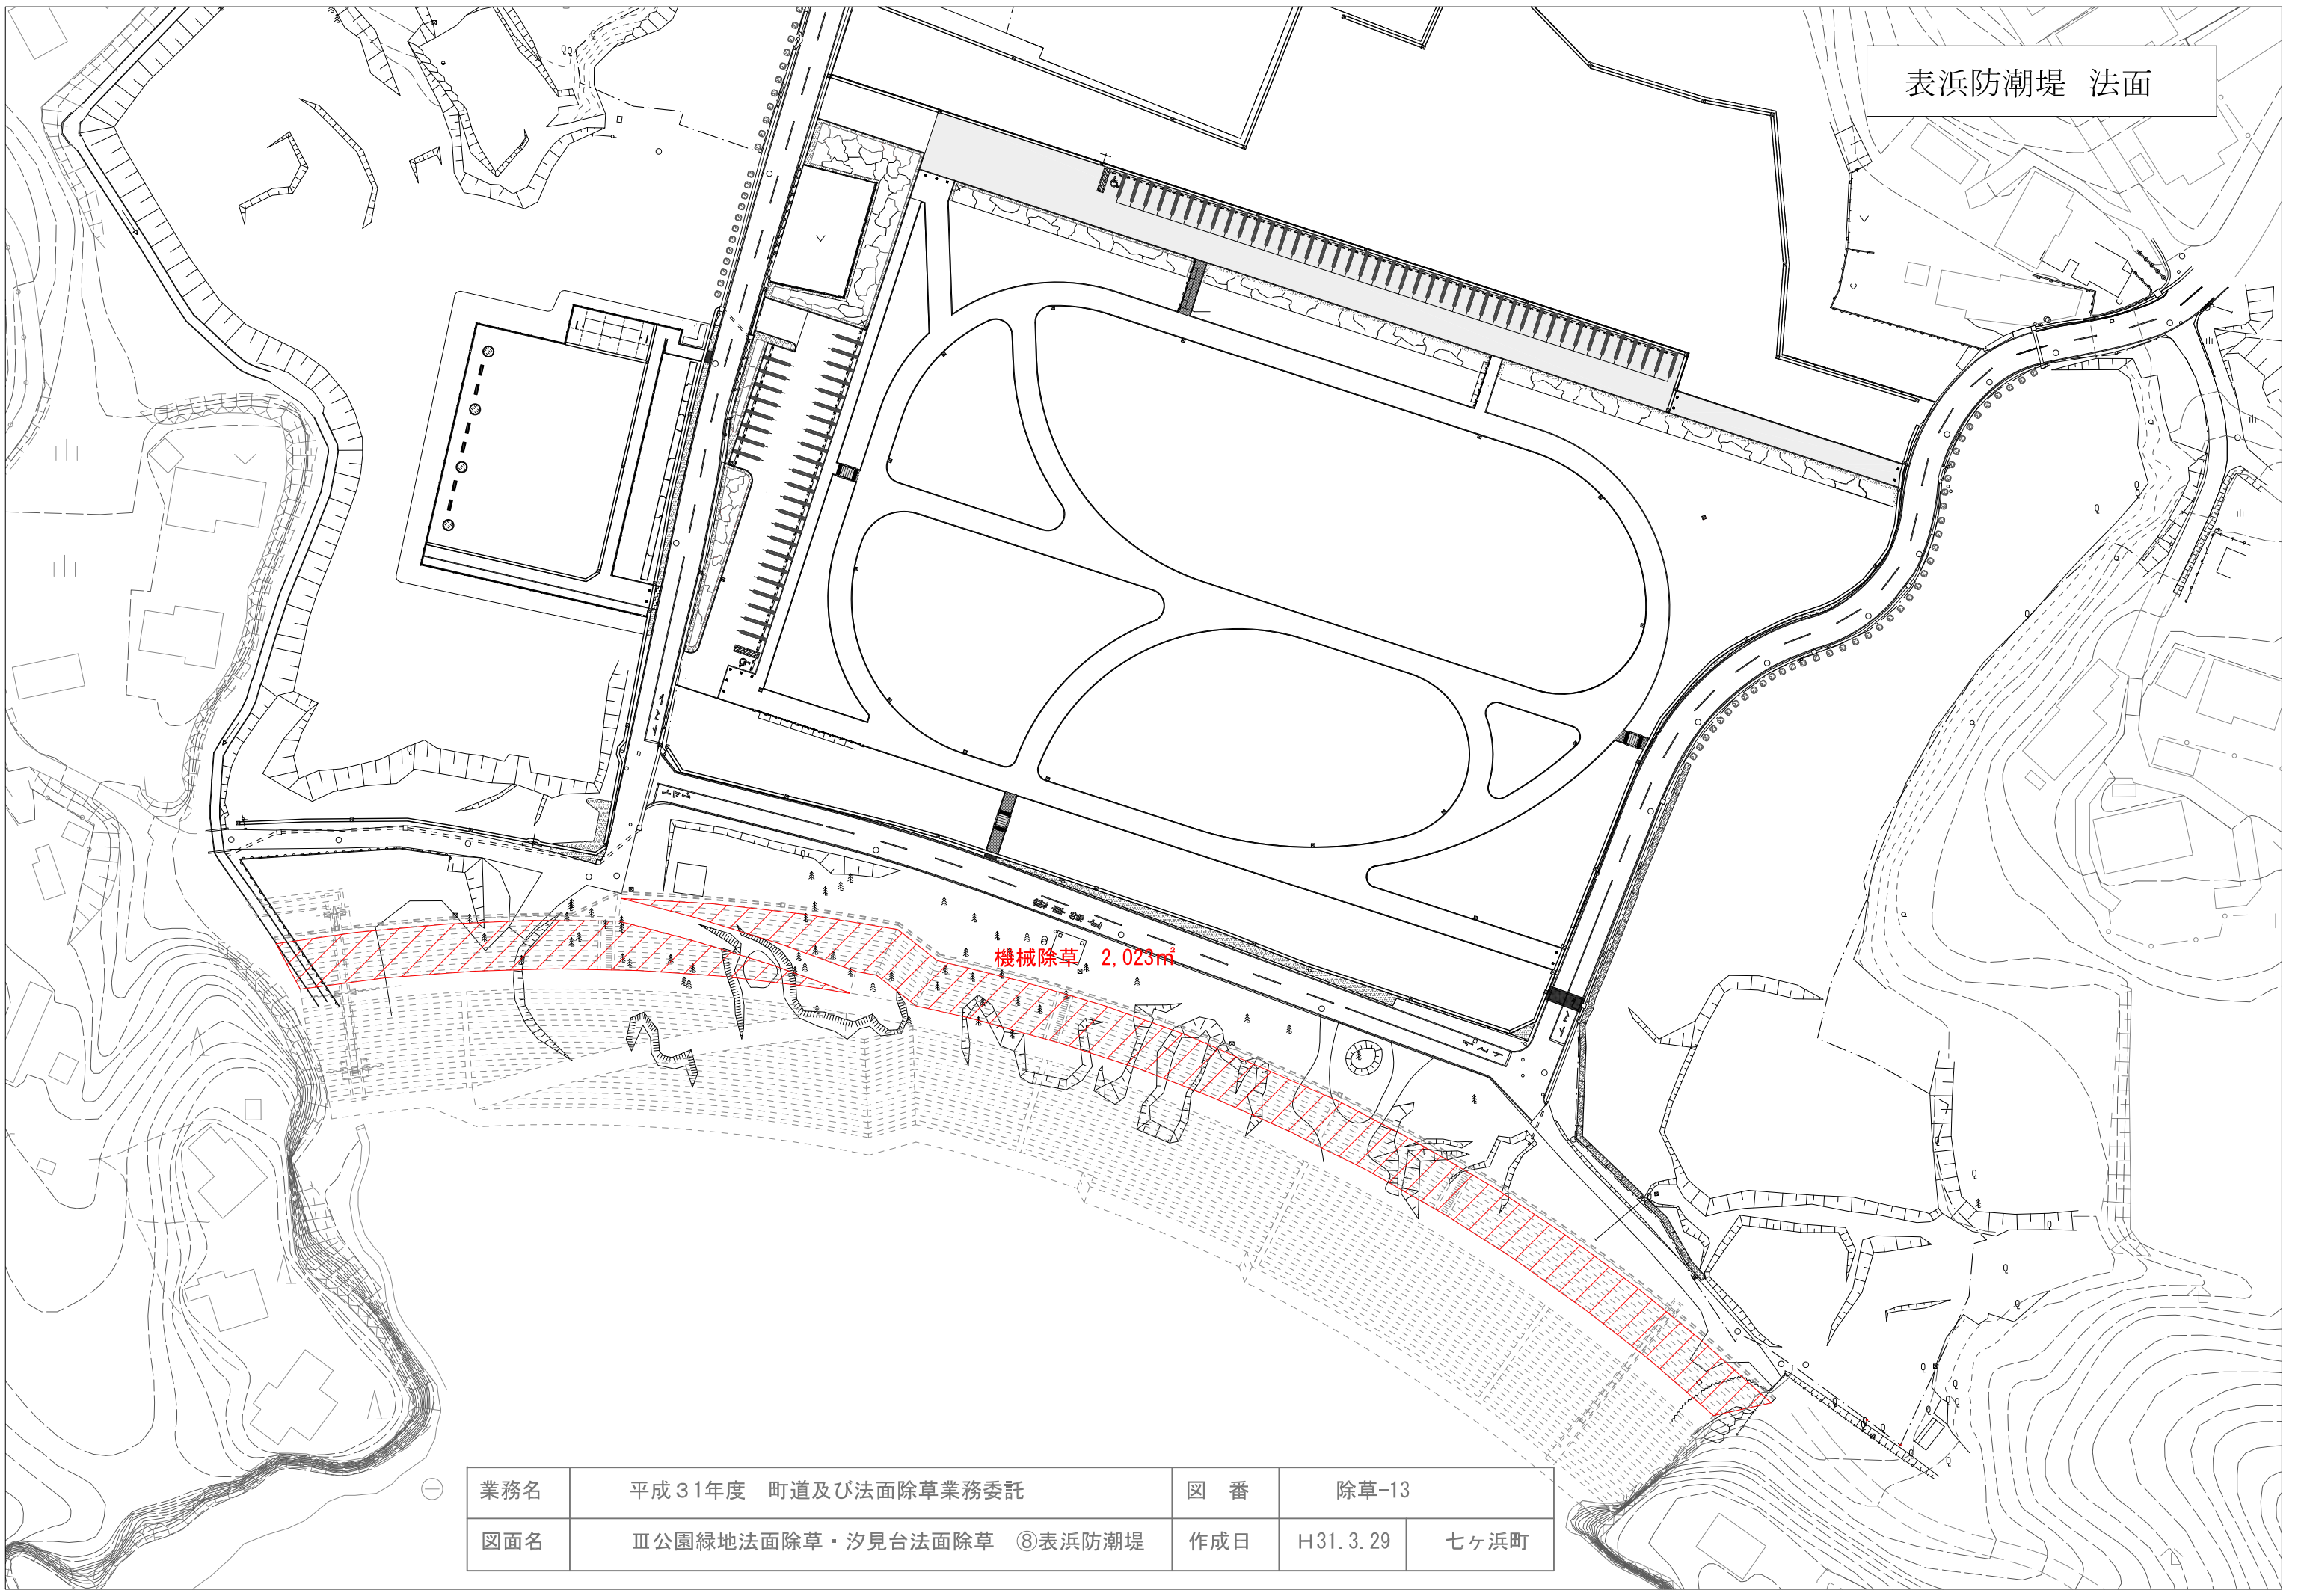 表浜防潮堤 法面
機械除草 2,023㎡
業務名 平成31年度 町道及び法面除草業務委託 図 番 除草-13
図面名 Ⅲ公園緑地法面除草・汐見台法面除草 ⑧表浜防潮堤 作成日 H31.3.29 七ヶ浜町